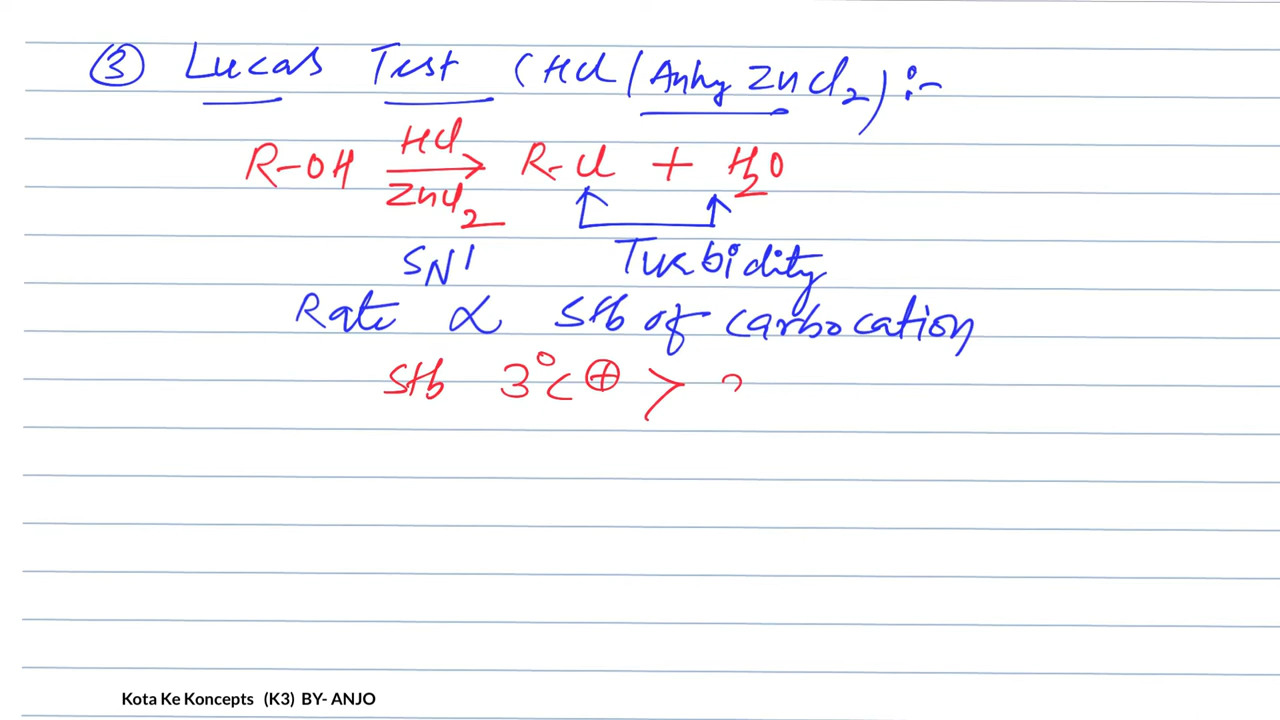 ③ Lucas Test (HCl / Anhy ZnCl2) :-
R-OH HCl ZnCl2 → R-Cl + H2O
SN1 Turbidity
Rate ∝ Stb of carbocation
Stb 3°C⊕ >
Kota Ke Koncepts (K3) BY- ANJO